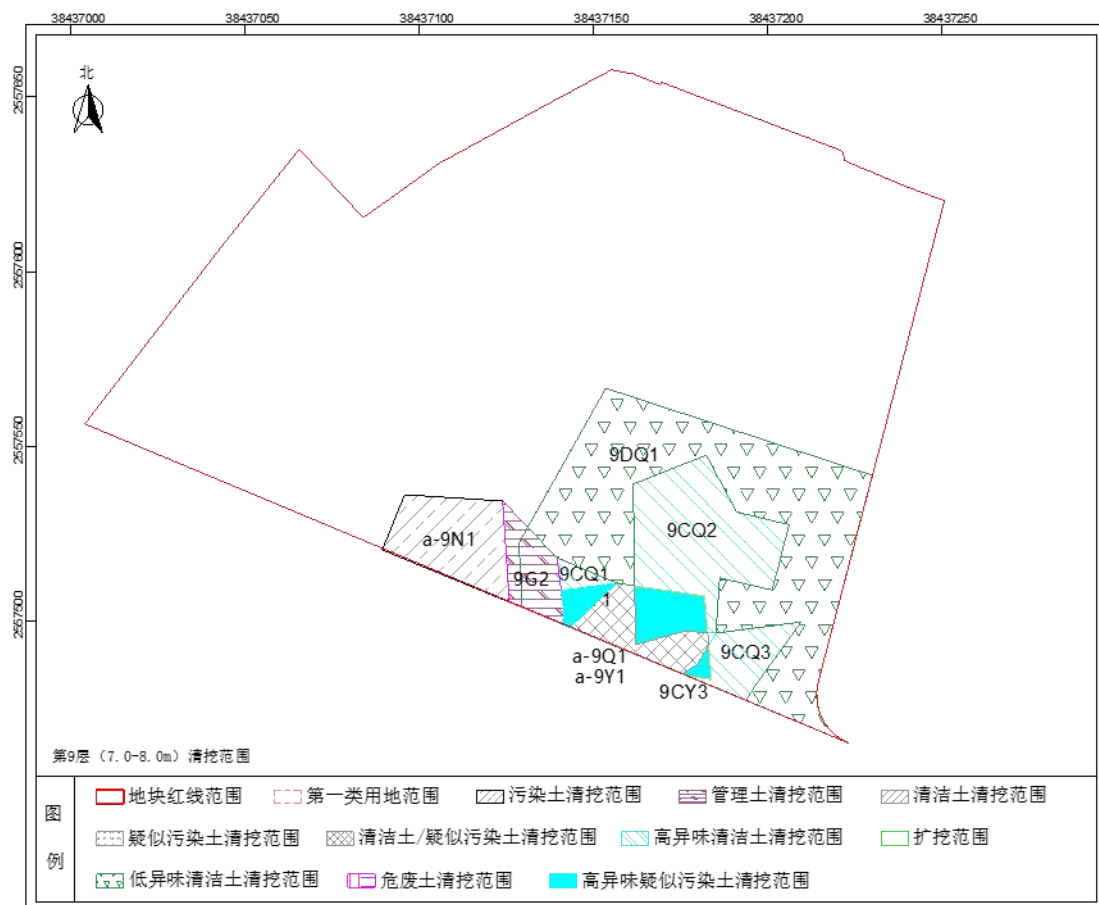 38437000 38437050 38437100 38437150 38437200 38437250
2557650
2557600
2557550
2557500
北
9DQ1
9CQ2
a-9N1
9G2
9CQ1
1
a-9Q1
a-9Y1
9CQ3
9CY3
第9层（7.0-8.0m）清挖范围
图例
地块红线范围 第一类用地范围 污染土清挖范围 管理土清挖范围 清洁土清挖范围
疑似污染土清挖范围 清洁土/疑似污染土清挖范围 高异味清洁土清挖范围 扩挖范围
低异味清洁土清挖范围 危废土清挖范围 高异味疑似污染土清挖范围